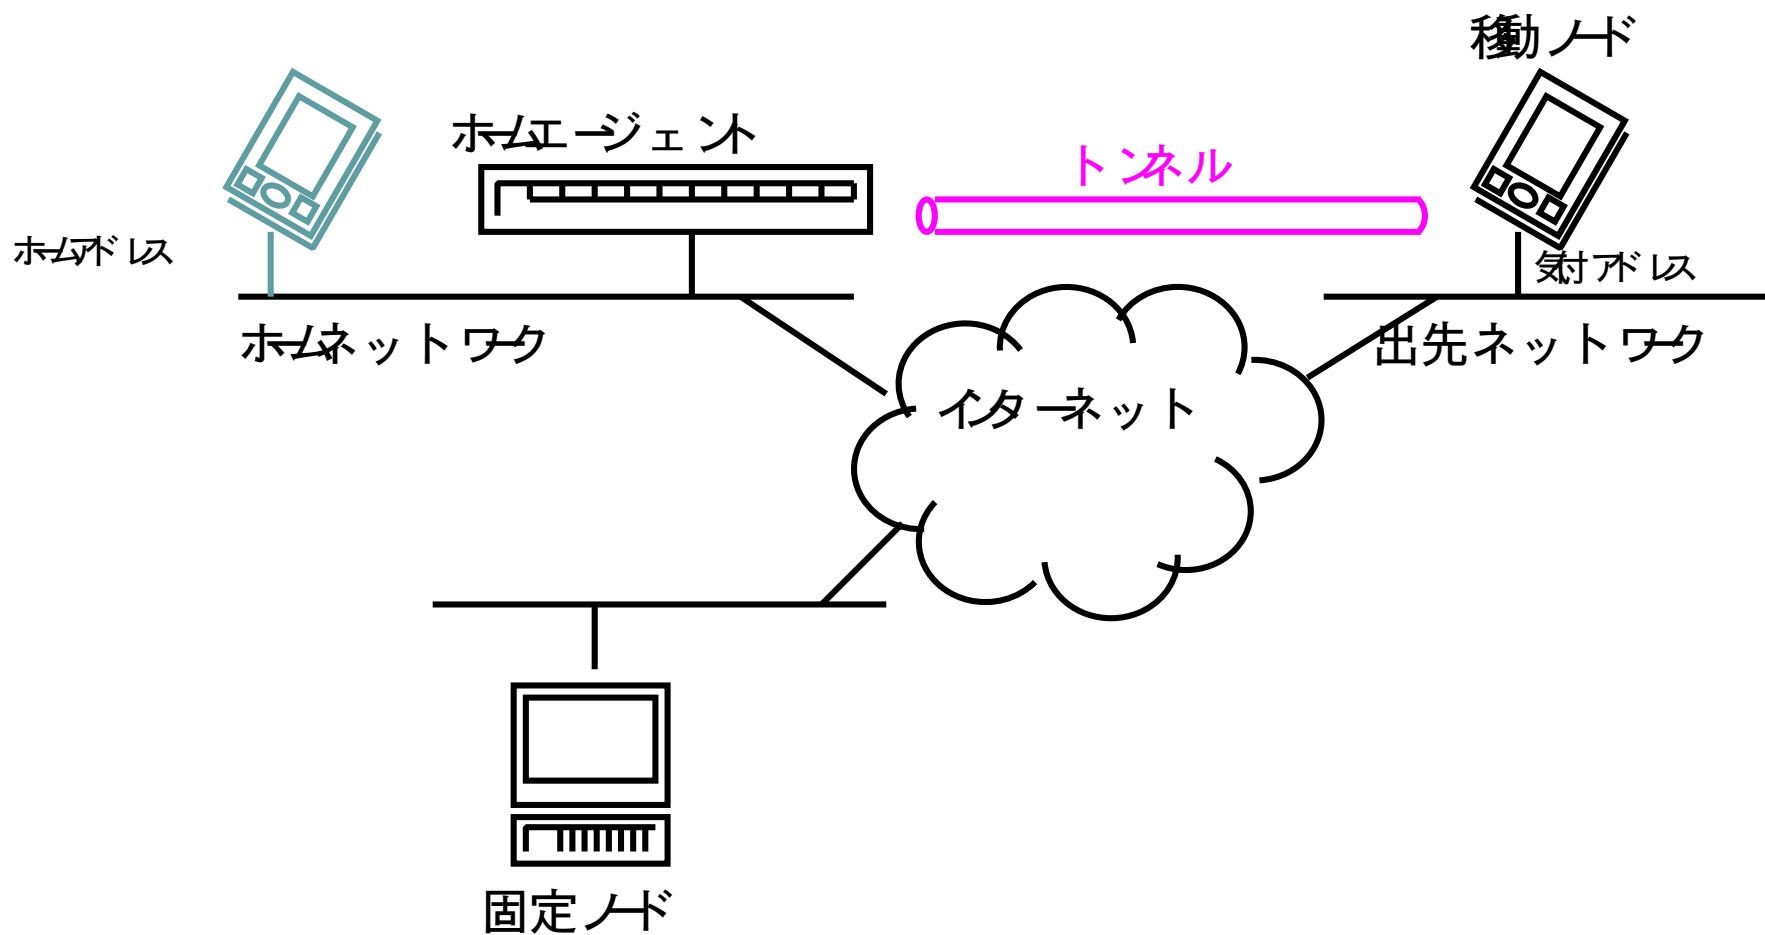 移動ノード
ホームエージェント
トンネル
ホームアドレス
気付アドレス
ホームネットワーク
出先ネットワーク
インターネット
固定ノード